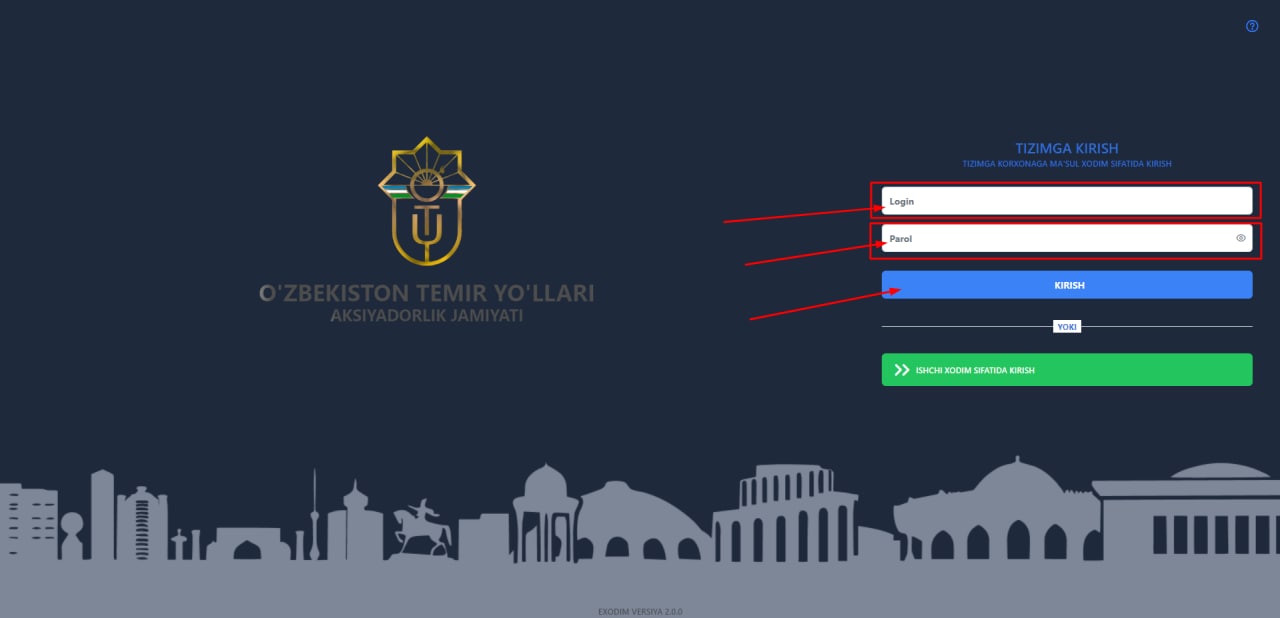 O'ZBEKISTON TEMIR YO'LLARI
AKSIYADORLIK JAMIYATI
TIZIMGA KIRISH
TIZIMGA KORXONAGA MA'SUL XODIM SIFATIDA KIRISH
Login
Parol
KIRISH
YOKI
ISHCHI XODIM SIFATIDA KIRISH
EXODIM VERSIYA 2.0.0